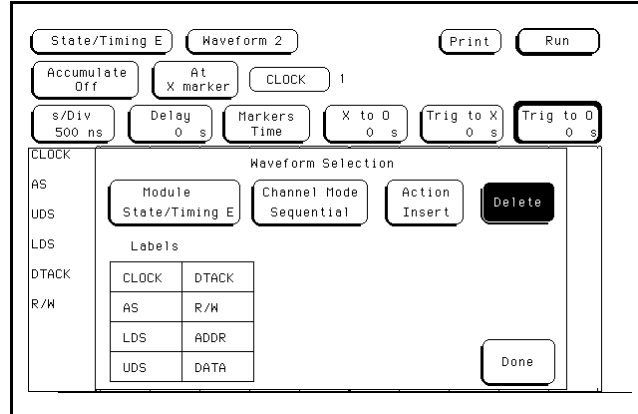 State/Timing E Waveform 2 Print Run
Accumulate Off At X marker CLOCK 1
s/Div 500 ns Delay 0 s Markers Time X to O 0 s Trig to X 0 s Trig to O 0 s
CLOCK
AS
UDS
LDS
DTACK
R/W
Waveform Selection
Module State/Timing E Channel Mode Sequential Action Insert Delete
Labels
CLOCK DTACK
AS R/W
LDS ADDR
UDS DATA
Done